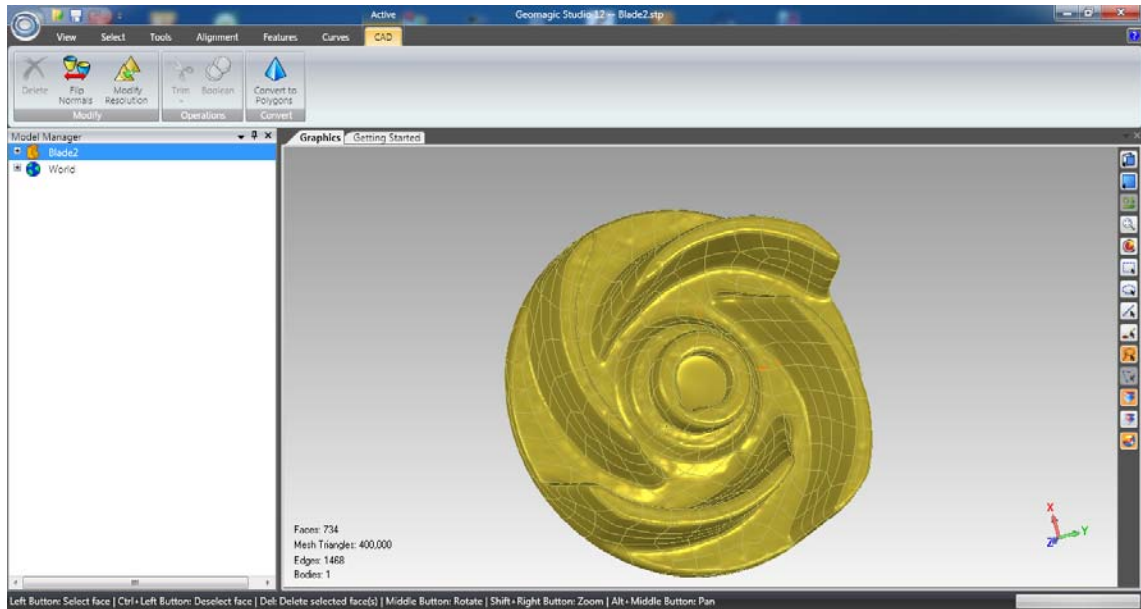 Active
Geomagic Studio 12 -- Blade2.stp
View Select Tools Alignment Features Curves CAD
Delete Flip Normals Modify Resolution Trim Boolean Convert to Polygons
Modify Operations Convert
Model Manager
Graphics Getting Started
Blade2
World
X
Y
Z
Faces: 734
Mesh Triangles: 400,000
Edges: 1468
Bodies: 1
Left Button: Select face | Ctrl+Left Button: Deselect face | Del: Delete selected face(s) | Middle Button: Rotate | Shift+Right Button: Zoom | Alt+Middle Button: Pan